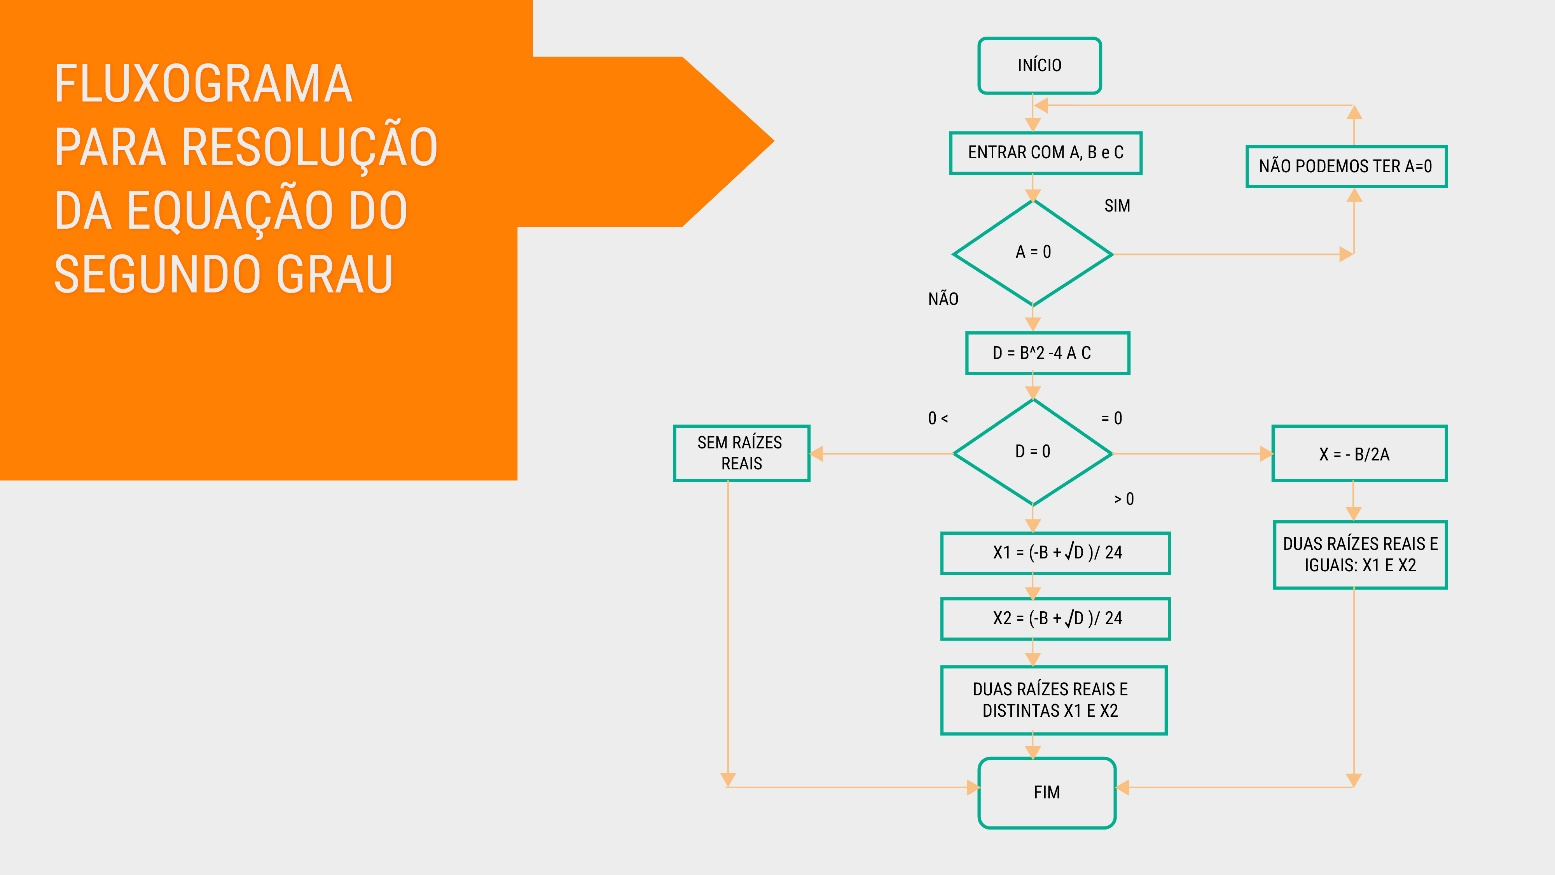 FLUXOGRAMA
PARA RESOLUÇÃO
DA EQUAÇÃO DO
SEGUNDO GRAU
INÍCIO
ENTRAR COM A, B e C
NÃO PODEMOS TER A=0
SIM
A = 0
NÃO
D = B^2 -4 A C
0 <
= 0
SEM RAÍZES
REAIS
D = 0
X = - B/2A
> 0
X1 = (-B + √D )/ 24
DUAS RAÍZES REAIS E
IGUAIS: X1 E X2
X2 = (-B + √D )/ 24
DUAS RAÍZES REAIS E
DISTINTAS X1 E X2
FIM